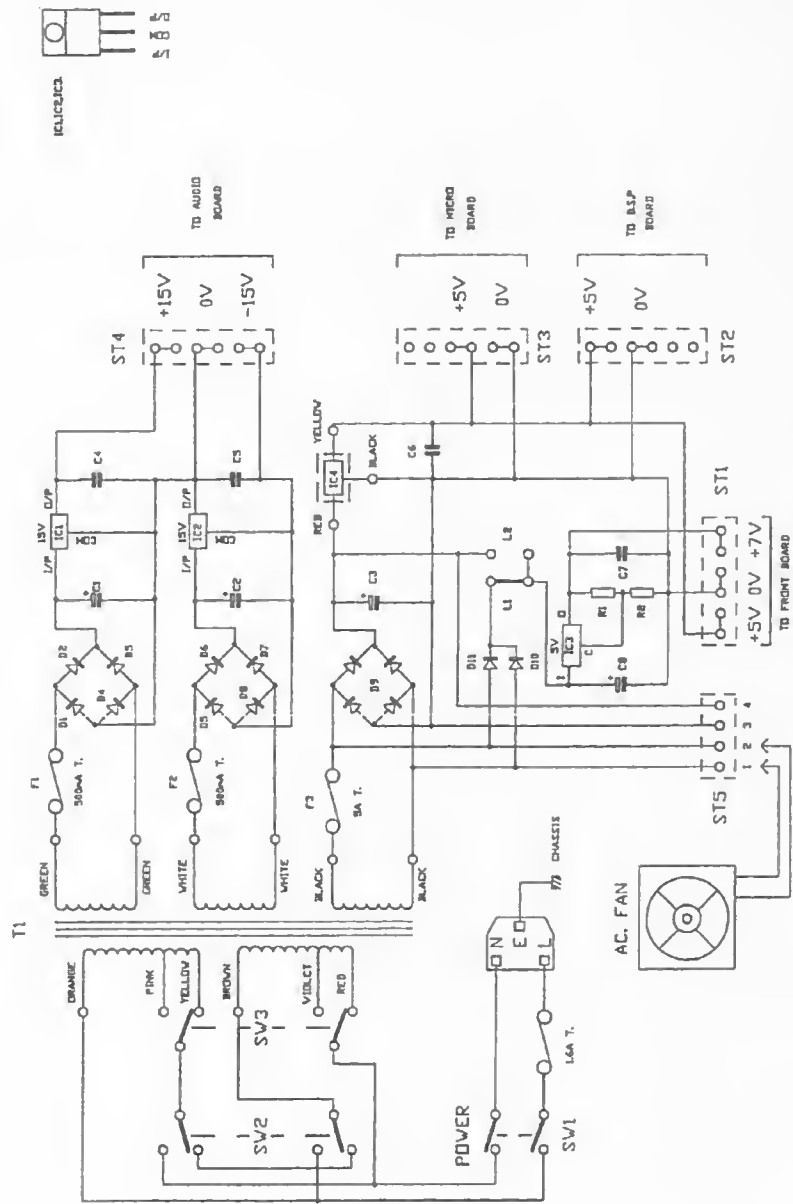 IC1,IC2,IC3
T1
ORANGE
PINK
YELLOW
BROWN
VIOLET
RED
SW3
SW2
POWER
SW1
1.6A T.
N
E
L
CHASSIS
GREEN
GREEN
F1
500mA T.
D1
D2
D4
D5
C1
I/P
15V
IC1
O/P
C4
WHITE
WHITE
F2
500mA T.
D5
D6
D8
D7
C2
I/P
15V
IC2
O/P
C5
ST4
+15V
0V
-15V
TO AUDIO
BOARD
BLACK
BLACK
F3
5A T.
D9
C3
RED
IC4
YELLOW
BLACK
C6
ST3
+5V
0V
TO MICRO
BOARD
ST2
+5V
0V
TO D.S.P
BOARD
D11
D10
L1
L2
I
5V
IC3
O
C
C8
R1
R2
C7
ST1
+5V 0V +7V
TO FRONT BOARD
ST5
1
2
3
4
AC. FAN